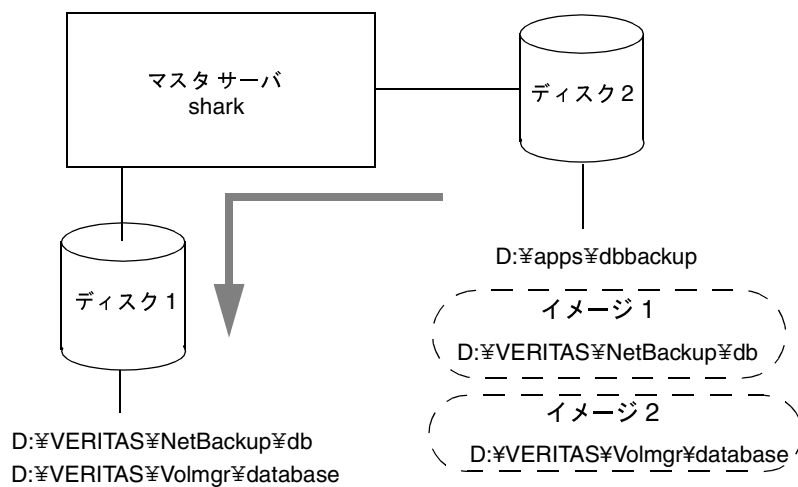 マスタ サーバ
shark
ディスク 2
ディスク 1
D:¥apps¥dbbackup
イメージ 1
D:¥VERITAS¥NetBackup¥db
イメージ 2
D:¥VERITAS¥Volmgr¥database
D:¥VERITAS¥NetBackup¥db
D:¥VERITAS¥Volmgr¥database